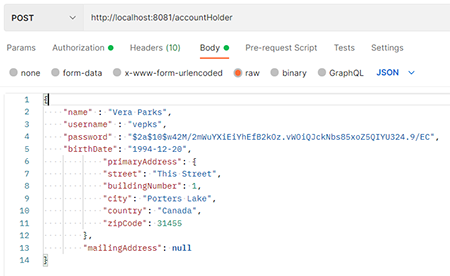 POST http://localhost:8081/accountHolder
Params Authorization Headers (10) Body Pre-request Script Tests Settings
none form-data x-www-form-urlencoded raw binary GraphQL JSON
1 {
2 "name" : "Vera Parks",
3 "username" : "vepks",
4 "password" : "$2a$10$w42M/2mWuYXiEiYhEfB2kOz.vWOiQJckNbs85xoZ5QIYU324.9/EC",
5 "birthDate": "1994-12-20",
6 "primaryAddress": {
7 "street": "This Street",
8 "buildingNumber": 1,
9 "city": "Porters Lake",
10 "country": "Canada",
11 "zipCode": 31455
12 },
13 "mailingAddress": null
14 }